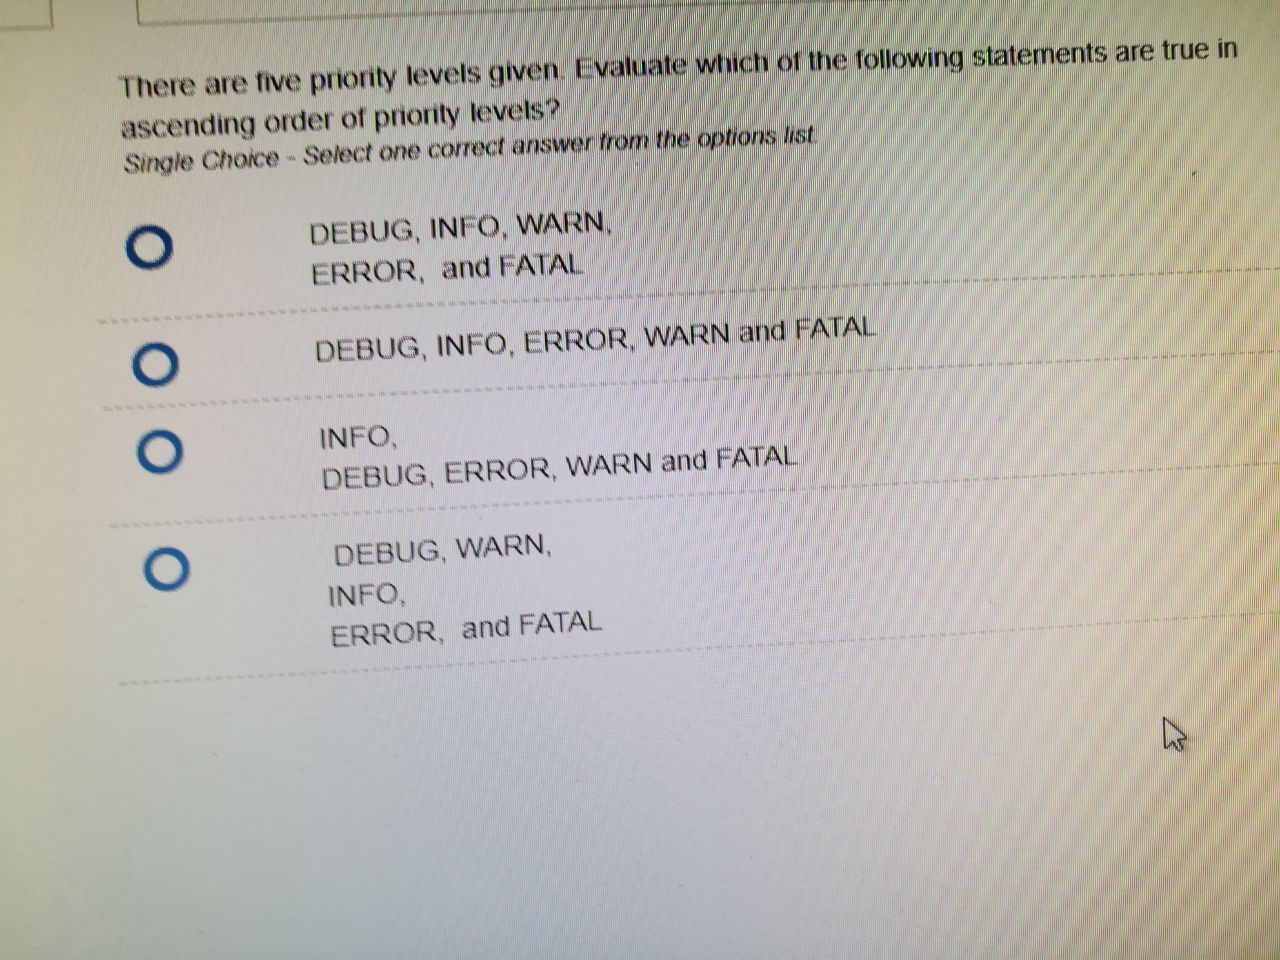 There are five priority levels given. Evaluate which of the following statements are true in
ascending order of priority levels?
Single Choice - Select one correct answer from the options list.
DEBUG, INFO, WARN,
ERROR, and FATAL
DEBUG, INFO, ERROR, WARN and FATAL
INFO,
DEBUG, ERROR, WARN and FATAL
DEBUG, WARN,
INFO,
ERROR, and FATAL